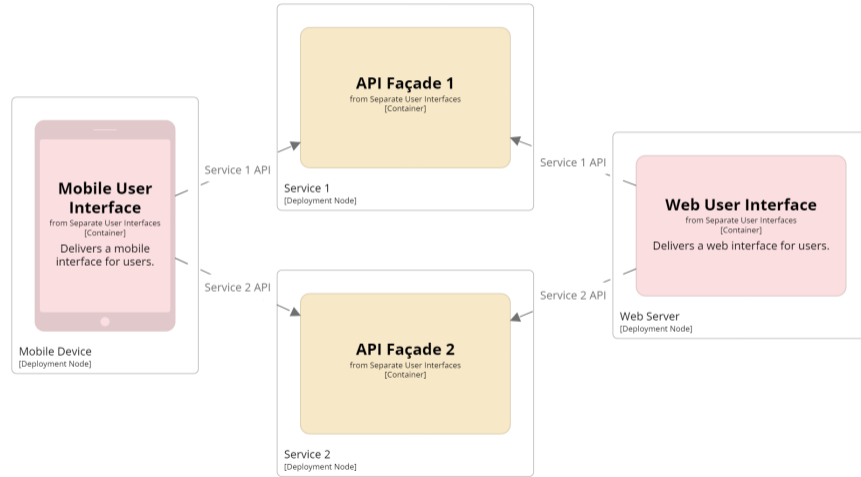 API Façade 1
from Separate User Interfaces
[Container]
Service 1
[Deployment Node]
Mobile User
Interface
from Separate User Interfaces
[Container]
Delivers a mobile
interface for users.
Mobile Device
[Deployment Node]
Service 1 API
Service 2 API
Service 1 API
Service 2 API
Web User Interface
from Separate User Interfaces
[Container]
Delivers a web interface for users.
Web Server
[Deployment Node]
API Façade 2
from Separate User Interfaces
[Container]
Service 2
[Deployment Node]